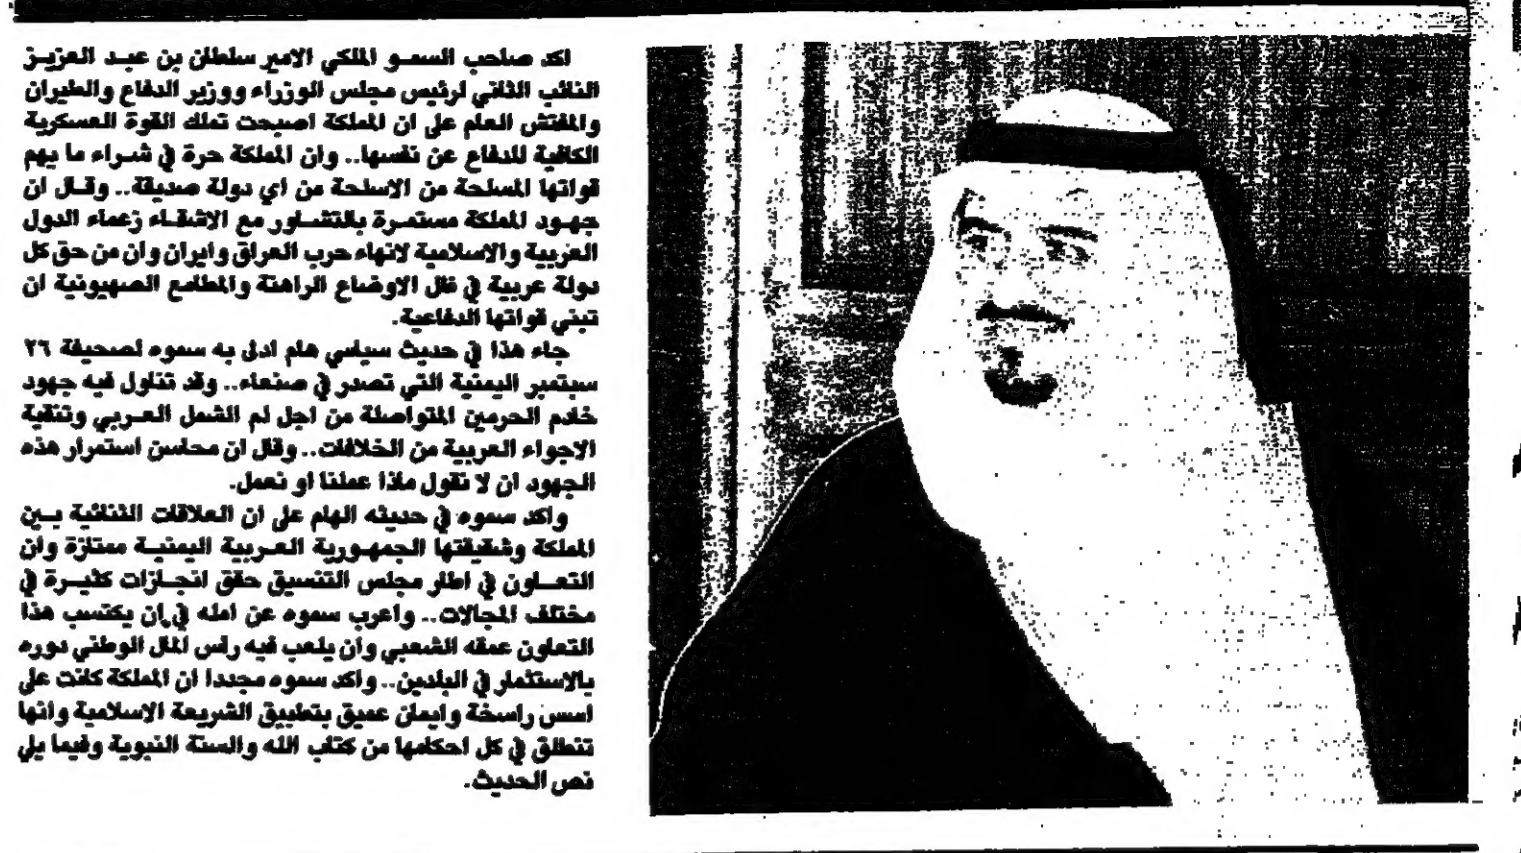 اكد صاحب السمو الملكي الامير سلطان بن عبد العزيز
النائب الثاني لرئيس مجلس الوزراء ووزير الدفاع والطيران
والمفتش العام على ان المملكة اصبحت تملك القوة العسكرية
الكافية للدفاع عن نفسها.. وان المملكة حرة في شراء ما يهم
قواتها المسلحة من الاسلحة من اي دولة صديقة.. وقال ان
جهود المملكة مستمرة بالتشاور مع الاشقاء زعماء الدول
العربية والاسلامية لانهاء حرب العراق وايران وان من حق كل
دولة عربية في ظل الاوضاع الراهنة والمطامع الصهيونية ان
تبني قواتها الدفاعية.
جاء هذا في حديث سياسي هام ادلى به سموه لصحيفة ٢٦
سبتمبر اليمنية التي تصدر في صنعاء.. وقد تناول فيه جهود
خادم الحرمين المتواصلة من اجل لم الشمل العربي وتنقية
الاجواء العربية من الخلافات.. وقال ان محاسن استمرار هذه
الجهود ان لا نقول ماذا عملنا او نعمل.
واكد سموه في حديثه الهام على ان العلاقات الثنائية بين
المملكة وشقيقتها الجمهورية العربية اليمنية ممتازة وان
التعاون في اطار مجلس التنسيق حقق انجازات كثيرة في
مختلف المجالات.. واعرب سموه عن امله في ان يكتسب هذا
التعاون عمقه الشعبي وان يلعب فيه راس المال الوطني دوره
بالاستثمار في البلدين.. واكد سموه مجددا ان المملكة كانت على
اسس راسخة وايمان عميق بتطبيق الشريعة الاسلامية وانها
تنطلق في كل احكامها من كتاب الله والسنة النبوية وفيما يلي
نص الحديث.